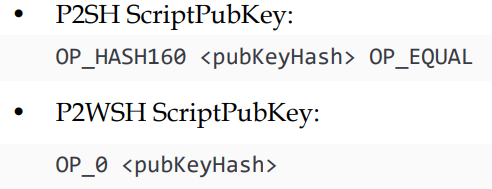 • P2SH ScriptPubKey:
OP_HASH160 <pubKeyHash> OP_EQUAL
• P2WSH ScriptPubKey:
OP_0 <pubKeyHash>